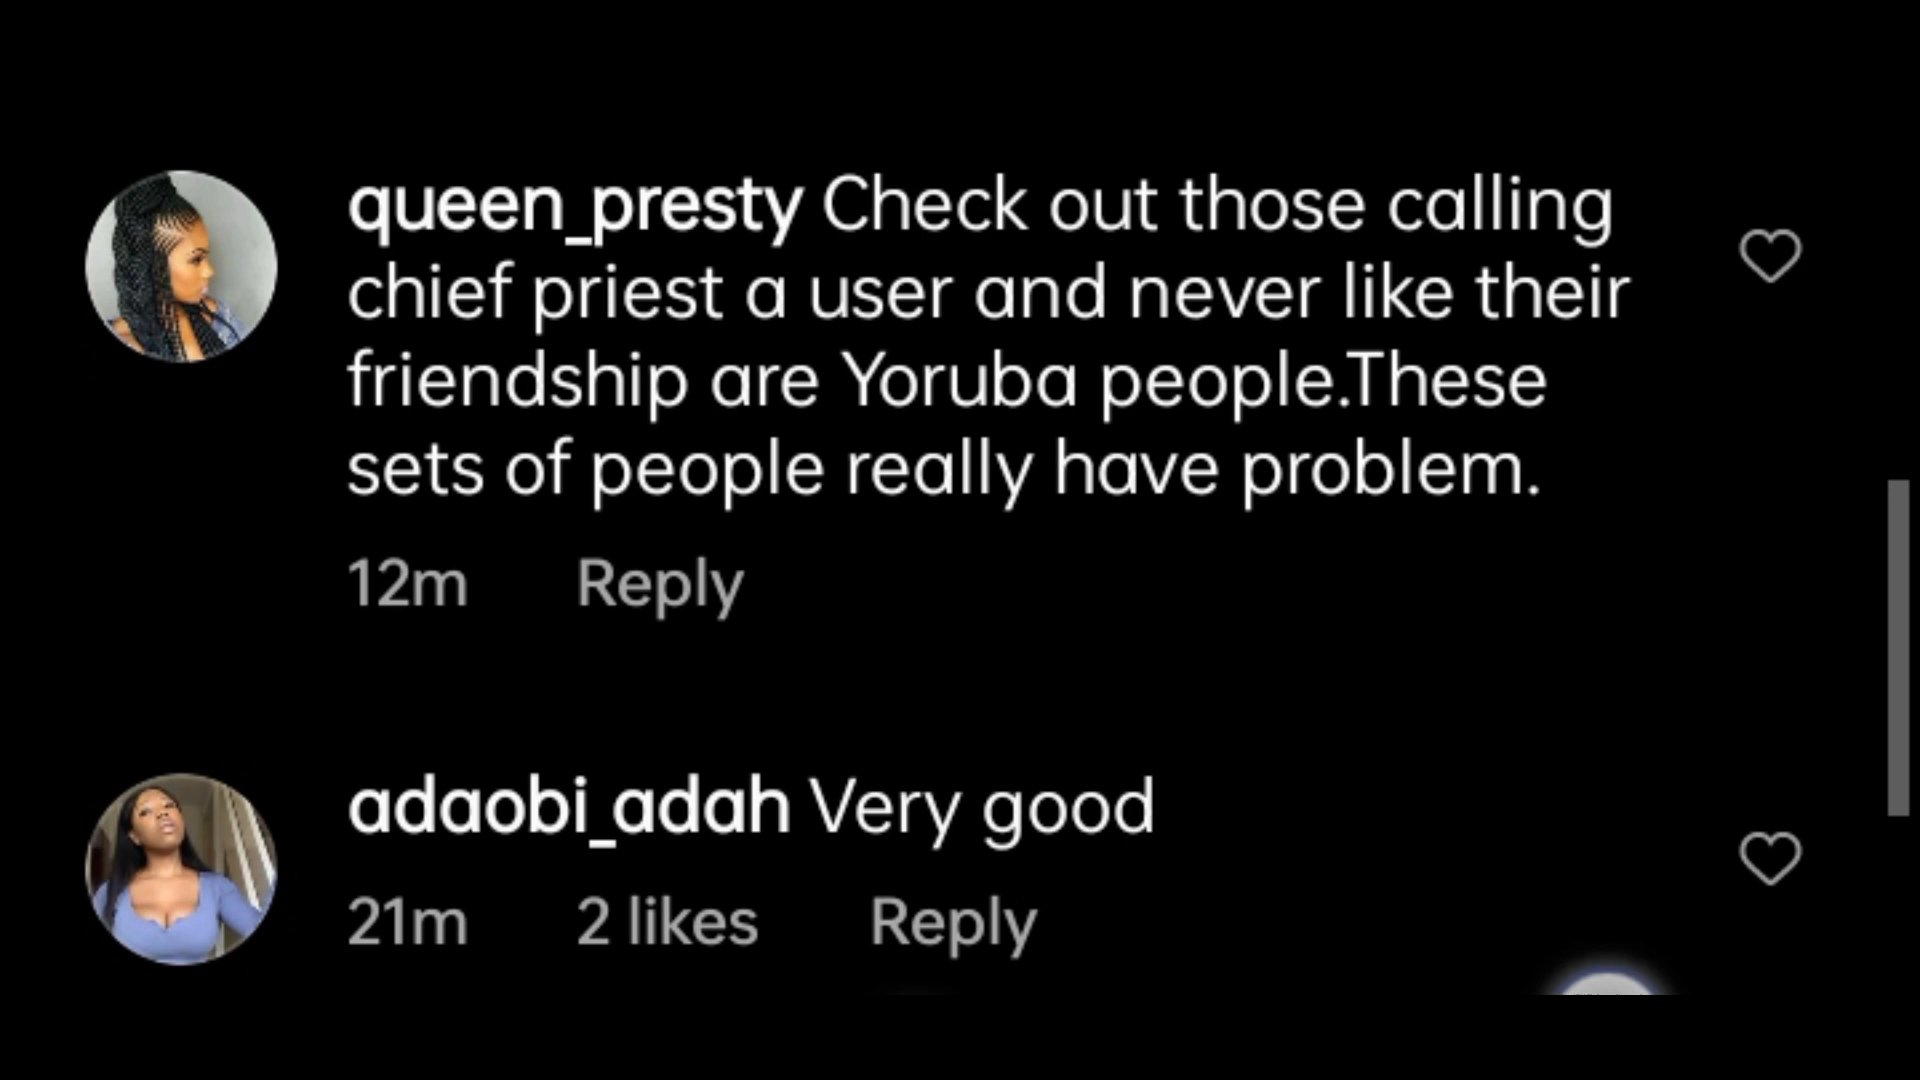 queen_presty Check out those calling
chief priest a user and never like their
friendship are Yoruba people.These
sets of people really have problem.
12m Reply
adaobi_adah Very good
21m 2 likes Reply